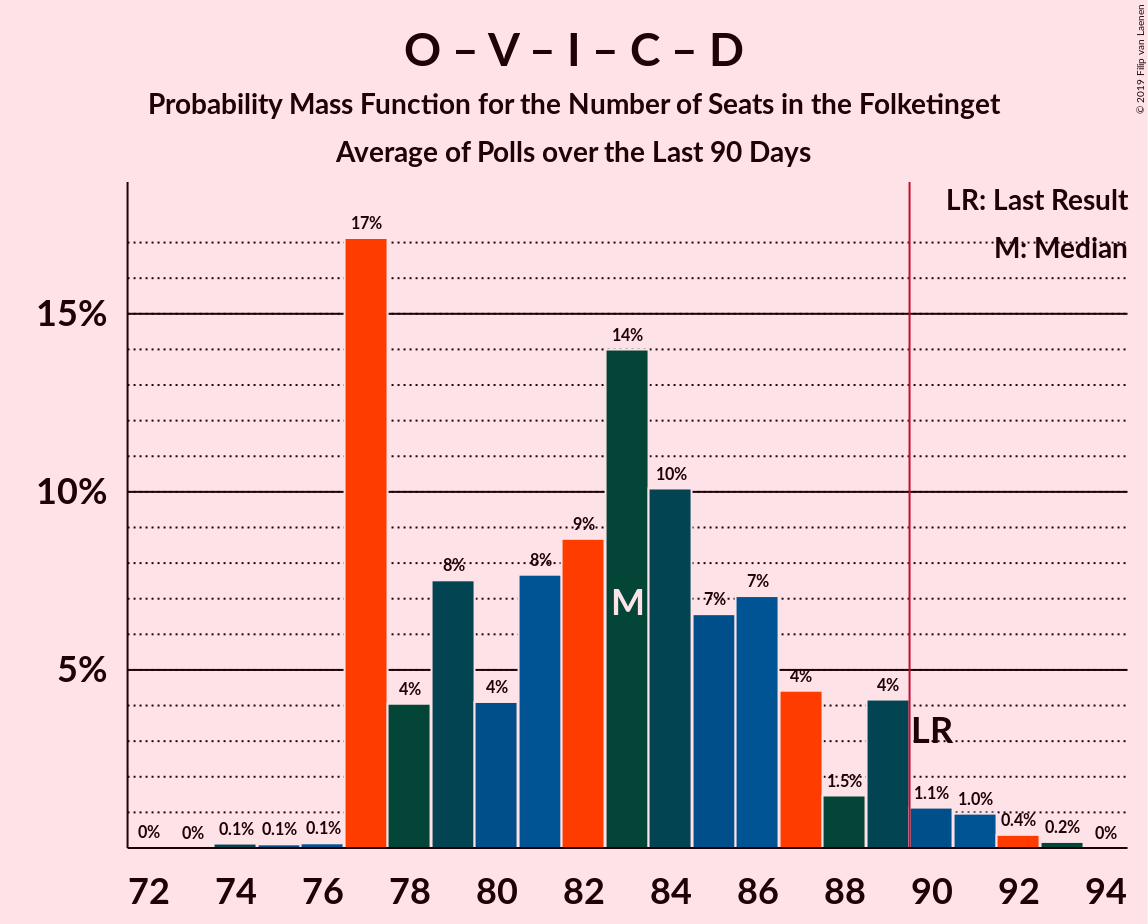 O – V – I – C – D
Probability Mass Function for the Number of Seats in the Folketinget
Average of Polls over the Last 90 Days
© 2019 Filip van Laenen
LR: Last Result
M: Median
15%
10%
5%
0%
0%
0.1%
0.1%
0.1%
17%
4%
8%
4%
8%
9%
14%
10%
7%
7%
4%
1.5%
4%
1.1%
1.0%
0.4%
0.2%
0%
M
LR
72 74 76 78 80 82 84 86 88 90 92 94